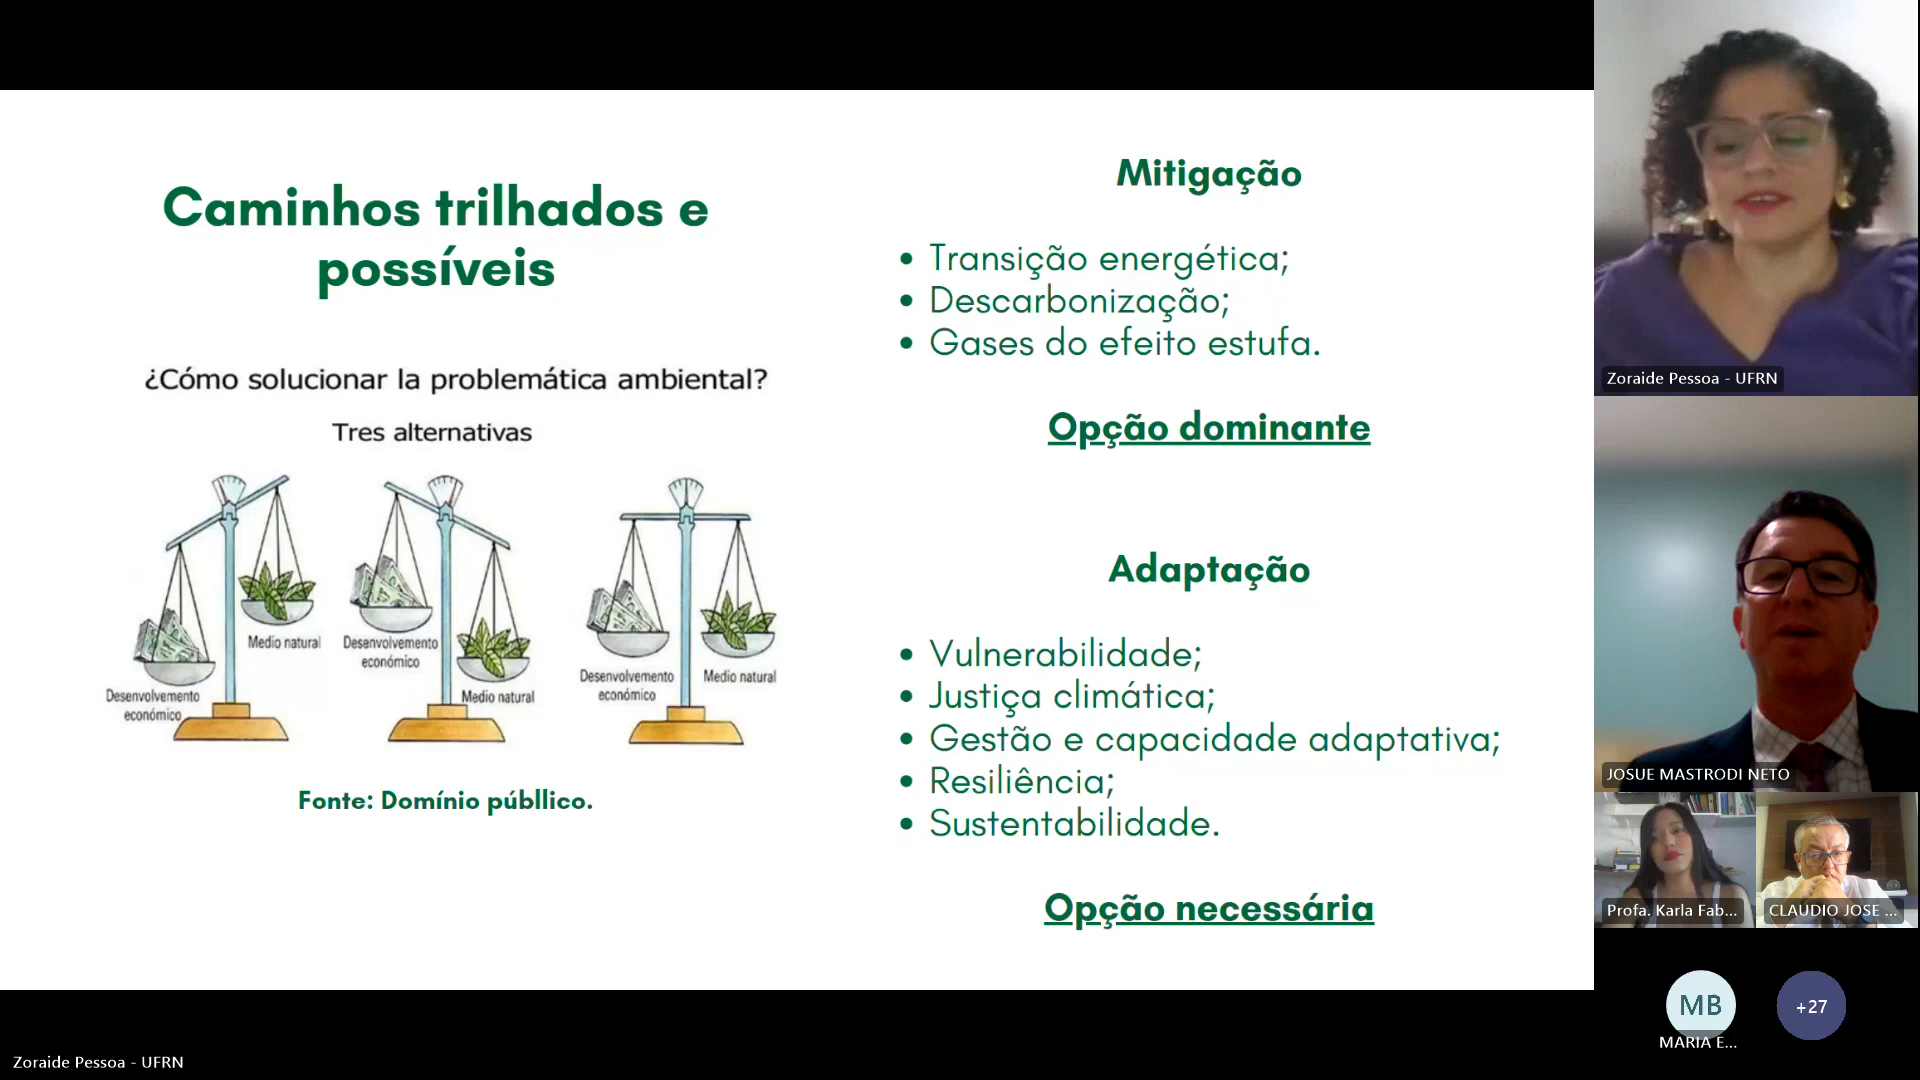 Caminhos trilhados e
possíveis
¿Cómo solucionar la problemática ambiental?
Tres alternativas
Medio natural
Desenvolvemento
económico
Desenvolvemento
económico
Medio natural
Desenvolvemento
económico
Medio natural
Fonte: Domínio públlico.
Mitigação
• Transição energética;
• Descarbonização;
• Gases do efeito estufa.
Opção dominante
Adaptação
• Vulnerabilidade;
• Justiça climática;
• Gestão e capacidade adaptativa;
• Resiliência;
• Sustentabilidade.
Opção necessária
Zoraide Pessoa - UFRN
JOSUE MASTRODI NETO
Profa. Karla Fab...
CLAUDIO JOSE ...
MB
MARIA E...
+27
Zoraide Pessoa - UFRN